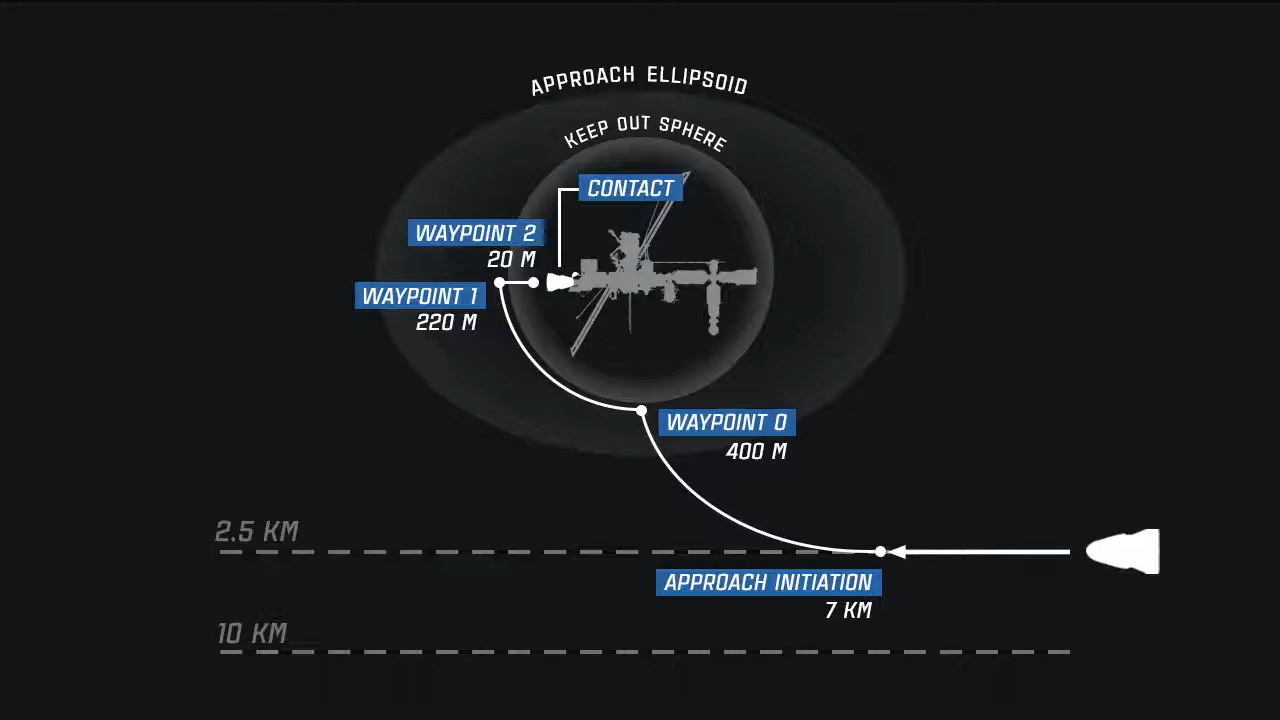 APPROACH ELLIPSOID
KEEP OUT SPHERE
CONTACT
WAYPOINT 2
20 M
WAYPOINT 1
220 M
WAYPOINT 0
400 M
2.5 KM
APPROACH INITIATION
7 KM
10 KM